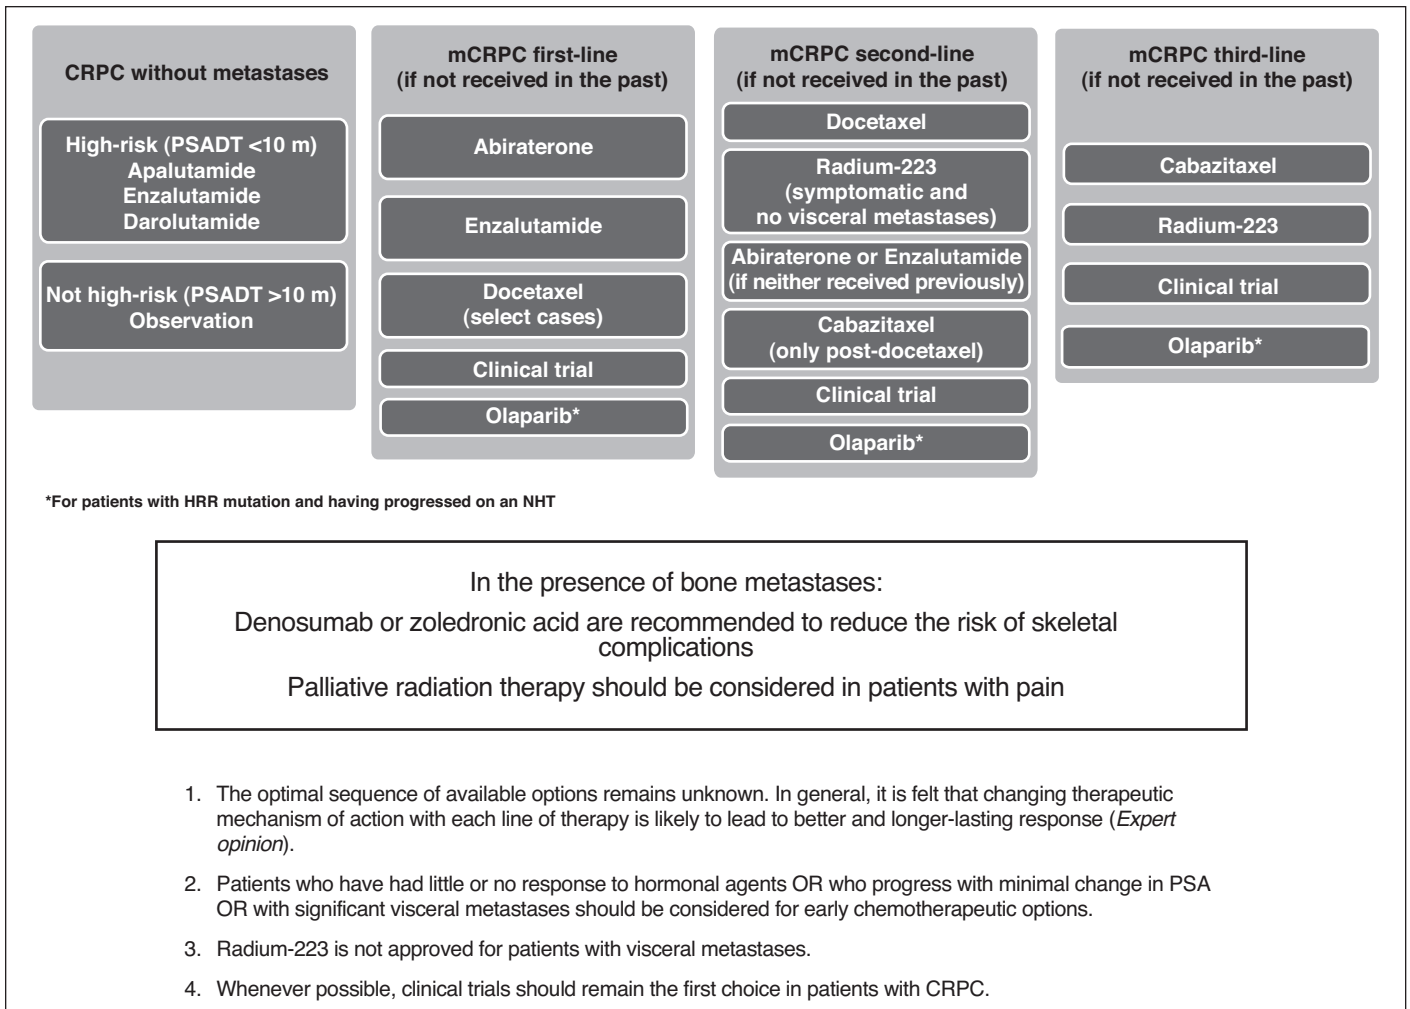 CRPC without metastases
High-risk (PSADT <10 m)
Apalutamide
Enzalutamide
Darolutamide
Not high-risk (PSADT >10 m)
Observation
mCRPC first-line
(if not received in the past)
Abiraterone
Enzalutamide
Docetaxel
(select cases)
Clinical trial
Olaparib*
mCRPC second-line
(if not received in the past)
Docetaxel
Radium-223
(symptomatic and
no visceral metastases)
Abiraterone or Enzalutamide
(if neither received previously)
Cabazitaxel
(only post-docetaxel)
Clinical trial
Olaparib*
mCRPC third-line
(if not received in the past)
Cabazitaxel
Radium-223
Clinical trial
Olaparib*
*For patients with HRR mutation and having progressed on an NHT
In the presence of bone metastases:
Denosumab or zoledronic acid are recommended to reduce the risk of skeletal
complications
Palliative radiation therapy should be considered in patients with pain
1. The optimal sequence of available options remains unknown. In general, it is felt that changing therapeutic
mechanism of action with each line of therapy is likely to lead to better and longer-lasting response (Expert
opinion).
2. Patients who have had little or no response to hormonal agents OR who progress with minimal change in PSA
OR with significant visceral metastases should be considered for early chemotherapeutic options.
3. Radium-223 is not approved for patients with visceral metastases.
4. Whenever possible, clinical trials should remain the first choice in patients with CRPC.